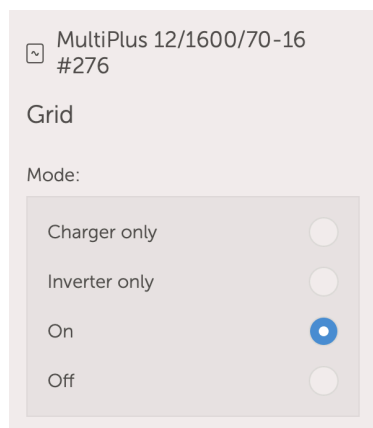 MultiPlus 12/1600/70-16
#276
Grid
Mode:
Charger only
Inverter only
On
Off